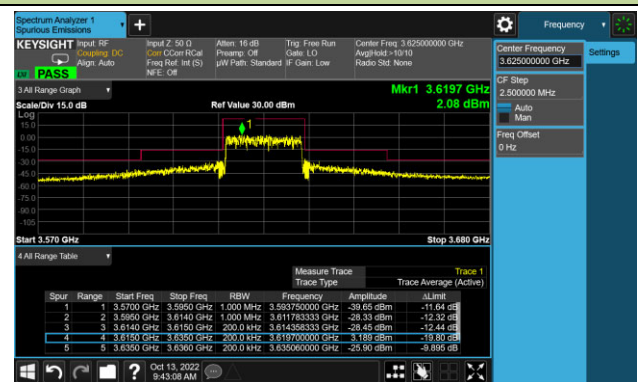 Spectrum Analyzer 1
Spurious Emissions
Frequency
KEYSIGHT
Input: RF
Coupling: DC
Align: Auto
Input Z: 50 Ω
Corr CCorr RCal
Freq Ref: Int (S)
NFE: Off
Atten: 16 dB
Preamp: Off
µW Path: Standard
Trig: Free Run
Gate: LO
IF Gain: Low
Center Freq: 3.625000000 GHz
Avg|Hold:>10/10
Radio Std: None
PASS
Center Frequency
3.625000000 GHz
Settings
CF Step
2.500000 MHz
Auto
Man
Freq Offset
0 Hz
3 All Range Graph
Mkr1 3.6197 GHz
Scale/Div 15.0 dB
Ref Value 30.00 dBm
2.08 dBm
Log
15.0
0.00
-15.0
-30.0
-45.0
-60.0
-75.0
-90.0
-105
1
Start 3.570 GHz
Stop 3.680 GHz
4 All Range Table
Measure Trace Trace 1
Trace Type Trace Average (Active)
Spur Range Start Freq Stop Freq RBW Frequency Amplitude ΔLimit
1 1 3.5700 GHz 3.5950 GHz 1.000 MHz 3.593750000 GHz -39.65 dBm -11.64 dB
2 2 3.5950 GHz 3.6140 GHz 1.000 MHz 3.611783333 GHz -28.33 dBm -12.32 dB
3 3 3.6140 GHz 3.6150 GHz 200.0 kHz 3.614358333 GHz -28.45 dBm -12.44 dB
4 4 3.6150 GHz 3.6350 GHz 200.0 kHz 3.619700000 GHz 3.189 dBm -19.80 dB
5 5 3.6350 GHz 3.6360 GHz 200.0 kHz 3.635060000 GHz -25.90 dBm -9.895 dB
?
Oct 13, 2022
9:43:08 AM